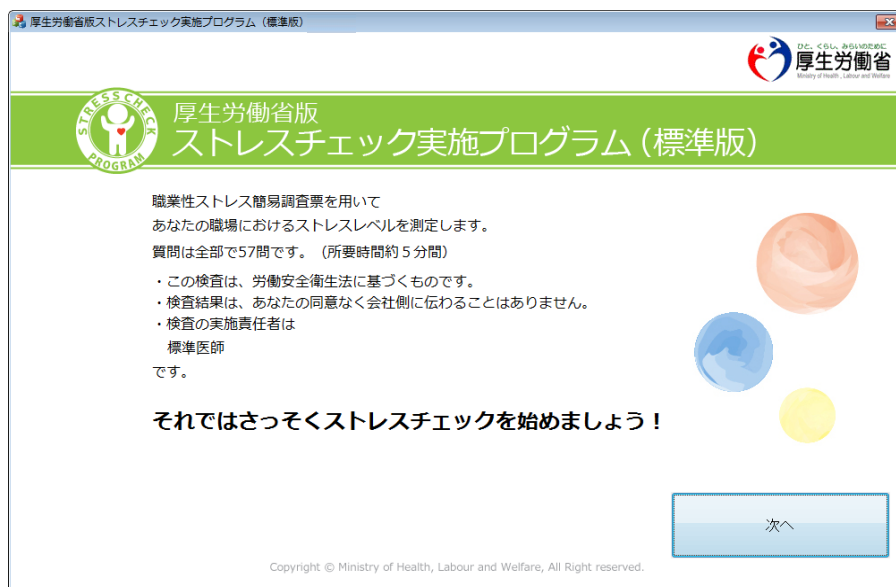 厚生労働省版ストレスチェック実施プログラム（標準版）
ひと、くらし、みらいのために
厚生労働省
Ministry of Health, Labour and Welfare
STRESSCHECK
PROGRAM
厚生労働省版
ストレスチェック実施プログラム（標準版）
職業性ストレス簡易調査票を用いて
あなたの職場におけるストレスレベルを測定します。
質問は全部で57問です。（所要時間約５分間）
・この検査は、労働安全衛生法に基づくものです。
・検査結果は、あなたの同意なく会社側に伝わることはありません。
・検査の実施責任者は
標準医師
です。
それではさっそくストレスチェックを始めましょう！
次へ
Copyright © Ministry of Health, Labour and Welfare, All Right reserved.